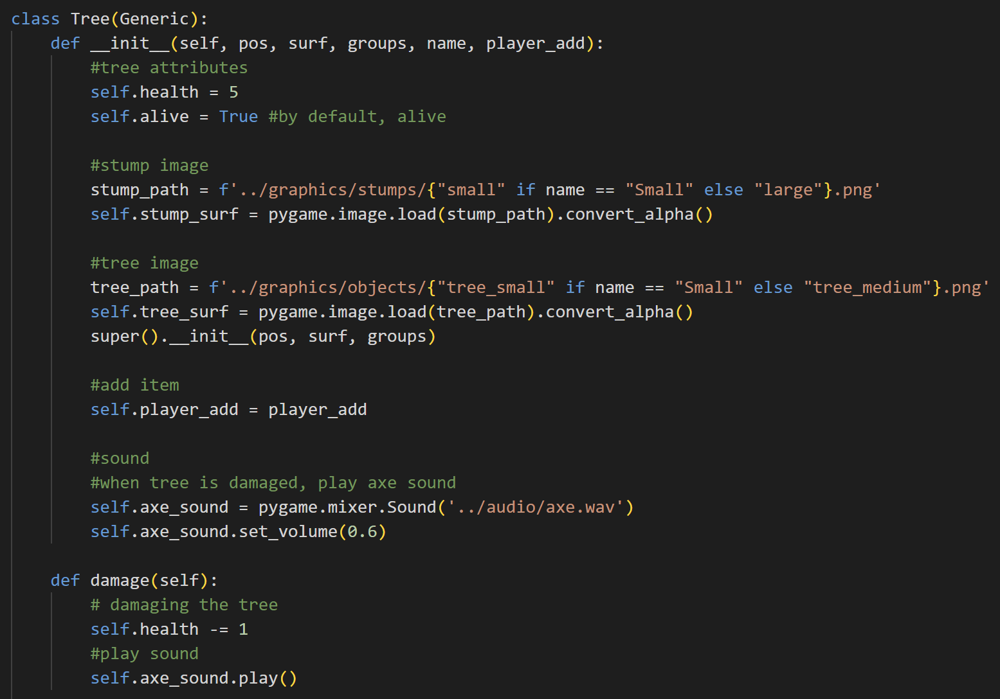 class Tree(Generic):
    def __init__(self, pos, surf, groups, name, player_add):
        #tree attributes
        self.health = 5
        self.alive = True #by default, alive

        #stump image
        stump_path = f'../graphics/stumps/{"small" if name == "Small" else "large"}.png'
        self.stump_surf = pygame.image.load(stump_path).convert_alpha()

        #tree image
        tree_path = f'../graphics/objects/{"tree_small" if name == "Small" else "tree_medium"}.png'
        self.tree_surf = pygame.image.load(tree_path).convert_alpha()
        super().__init__(pos, surf, groups)

        #add item
        self.player_add = player_add

        #sound
        #when tree is damaged, play axe sound
        self.axe_sound = pygame.mixer.Sound('../audio/axe.wav')
        self.axe_sound.set_volume(0.6)

    def damage(self):
        # damaging the tree
        self.health -= 1
        #play sound
        self.axe_sound.play()